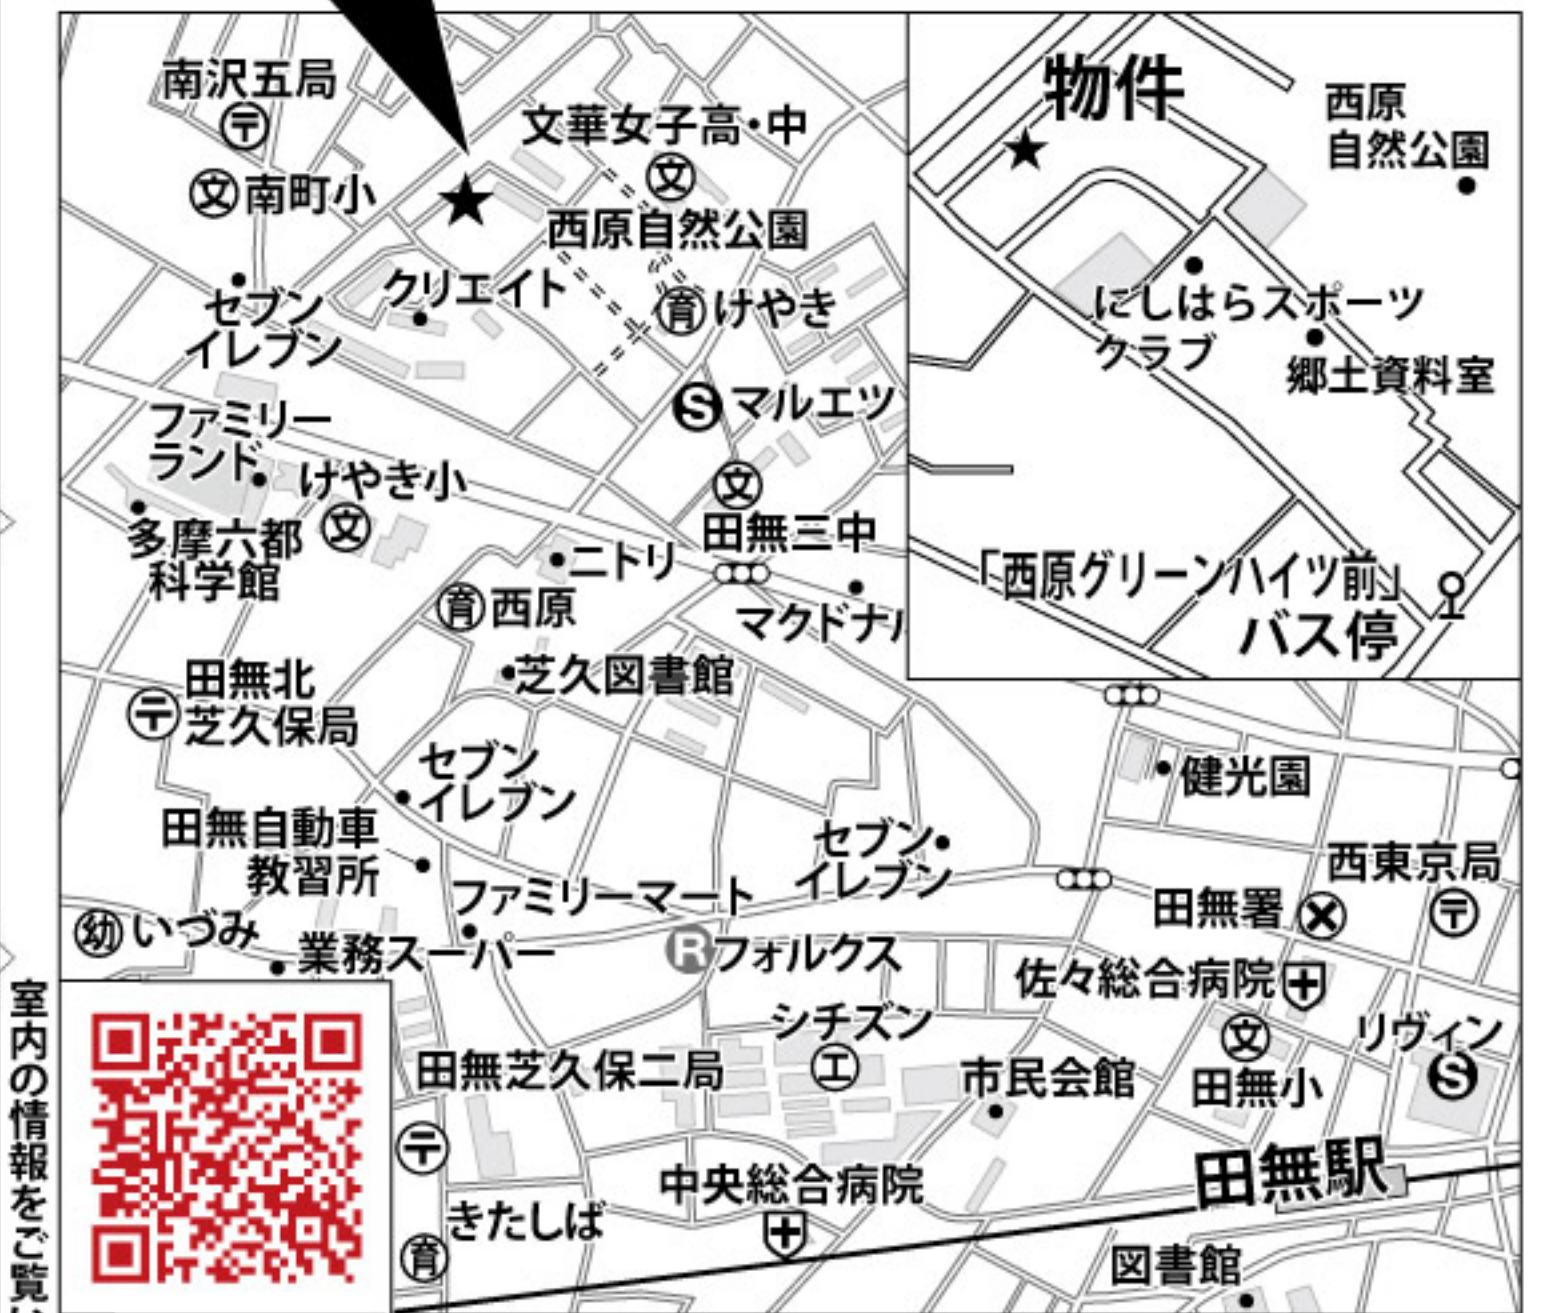 南沢五局
〒
文 南町小
文華女子高・中
文
西原自然公園
セブン
イレブン
クリエイト
育 けやき
S マルエツ
ファミリー
ランド
けやき小
文
多摩六都
科学館
文
田無三中
ニトリ
マクドナ
育 西原
芝久図書館
田無北
芝久保局
〒
セブン
イレブン
田無自動車
教習所
セブン
イレブン
ファミリーマート
幼 いづみ
業務スーパー
R フォルクス
シチズン
工
田無芝久保二局
〒
市民会館
中央総合病院
きたしば
育
物件
西原
自然公園
にしはらスポーツ
クラブ
郷土資料室
「西原グリーンハイツ前」
バス停
健光園
西東京局
〒
田無署
佐々総合病院
文
田無小
リヴィン
S
田無駅
図書館
室内の情報をご覧